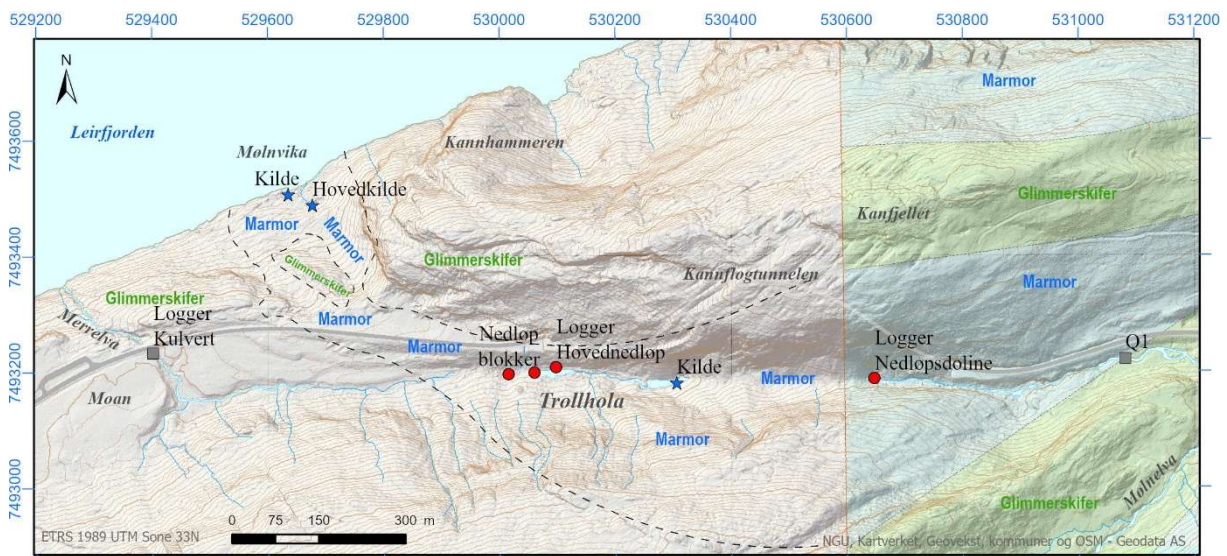 529200 529400 529600 529800 530000 530200 530400 530600 530800 531000 531200
7493600
7493400
7493200
7493000
N
Leirfjorden
Mølnvika
Kilde
Hovedkilde
Marmor
Marmor
Kannhammeren
Marmor
Glimmerskifer
Kanfjellet
Glimmerskifer
Glimmerskifer
Kannflogtunnelen
Marmor
Glimmerskifer
Merrelva
Logger
Kulvert
Marmor
Marmor
Nedløp
blokker
Logger
Hovednedløp
Kilde
Marmor
Logger
Nedløpsdoline
Q1
Moan
Marmor
Trollhola
Marmor
Glimmerskifer
Mølnelva
0 75 150 300 m
ETRS 1989 UTM Sone 33N
NGU, Kartverket, Geovekst, kommuner og OSM - Geodata AS